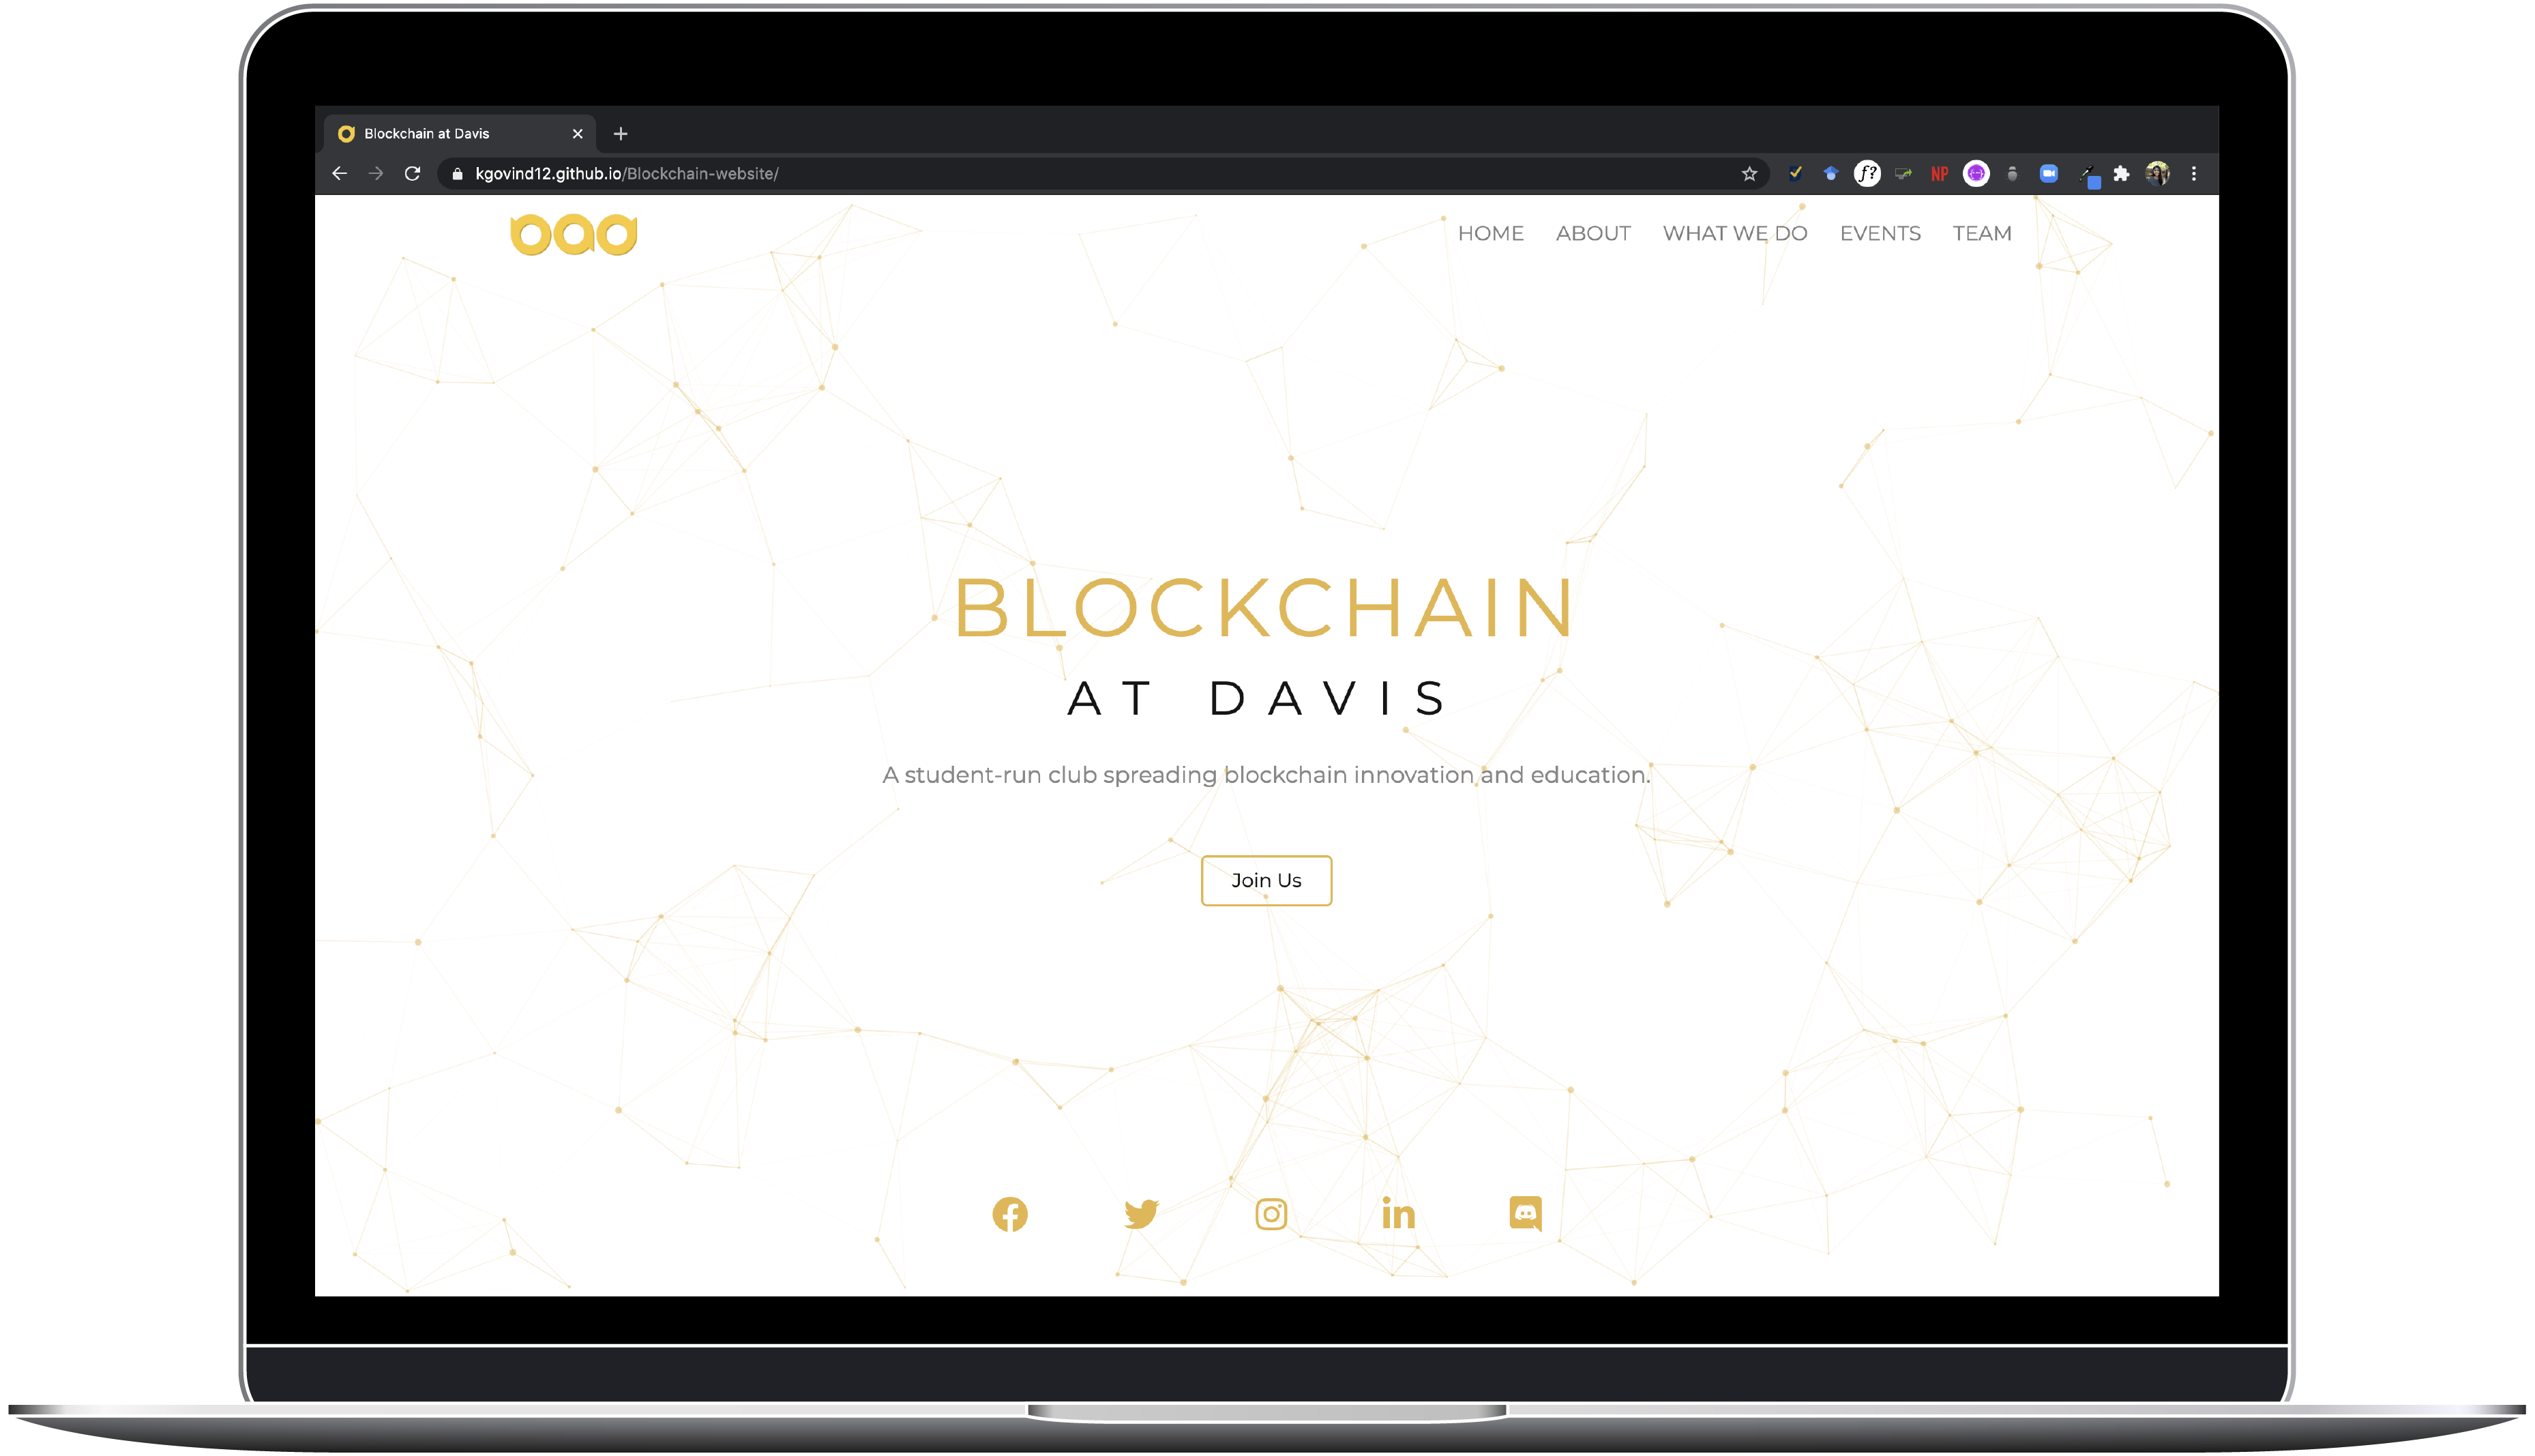 Blockchain at Davis
kgovind12.github.io/Blockchain-website/
f?
NP
bad
HOME ABOUT WHAT WE DO EVENTS TEAM
BLOCKCHAIN
AT DAVIS
A student-run club spreading blockchain innovation and education.
Join Us